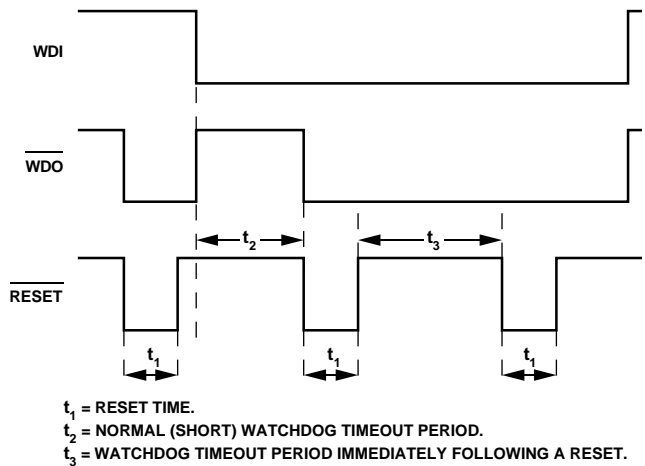 WDI
WDO
t2
t3
RESET
t1
t1
t1
t1 = RESET TIME.
t2 = NORMAL (SHORT) WATCHDOG TIMEOUT PERIOD.
t3 = WATCHDOG TIMEOUT PERIOD IMMEDIATELY FOLLOWING A RESET.